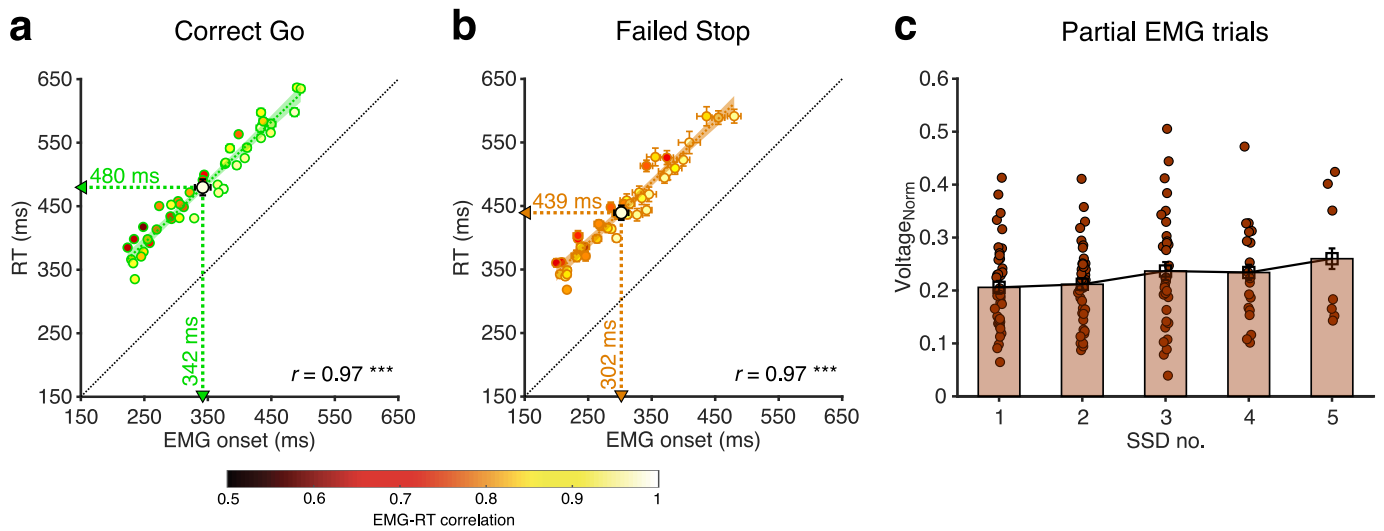 a
Correct Go
650
550
450
350
250
150
RT (ms)
480 ms
342 ms
r = 0.97 ***
150 250 350 450 550 650
EMG onset (ms)
b
Failed Stop
650
550
450
350
250
150
RT (ms)
439 ms
302 ms
r = 0.97 ***
150 250 350 450 550 650
EMG onset (ms)
0.5 0.6 0.7 0.8 0.9 1
EMG-RT correlation
c
Partial EMG trials
0.6
0.5
0.4
0.3
0.2
0.1
0
VoltageNorm
1 2 3 4 5
SSD no.